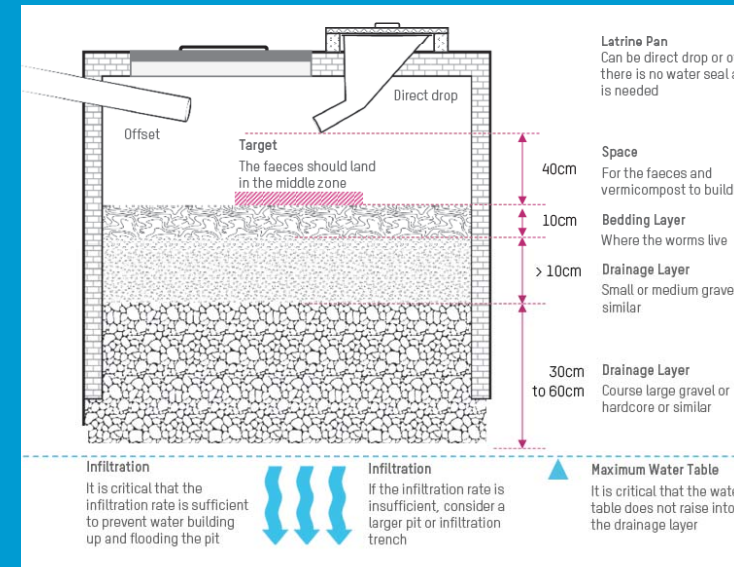 Latrine Pan
Can be direct drop or o
there is no water seal a
is needed
Direct drop
Offset
Target
The faeces should land
in the middle zone
40cm
Space
For the faeces and
vermicompost to build
10cm
Bedding Layer
Where the worms live
> 10cm
Drainage Layer
Small or medium grave
similar
30cm
to 60cm
Drainage Layer
Course large gravel or
hardcore or similar
Infiltration
It is critical that the
infiltration rate is sufficient
to prevent water building
up and flooding the pit
Infiltration
If the infiltration rate is
insufficient, consider a
larger pit or infiltration
trench
Maximum Water Table
It is critical that the wate
table does not raise into
the drainage layer